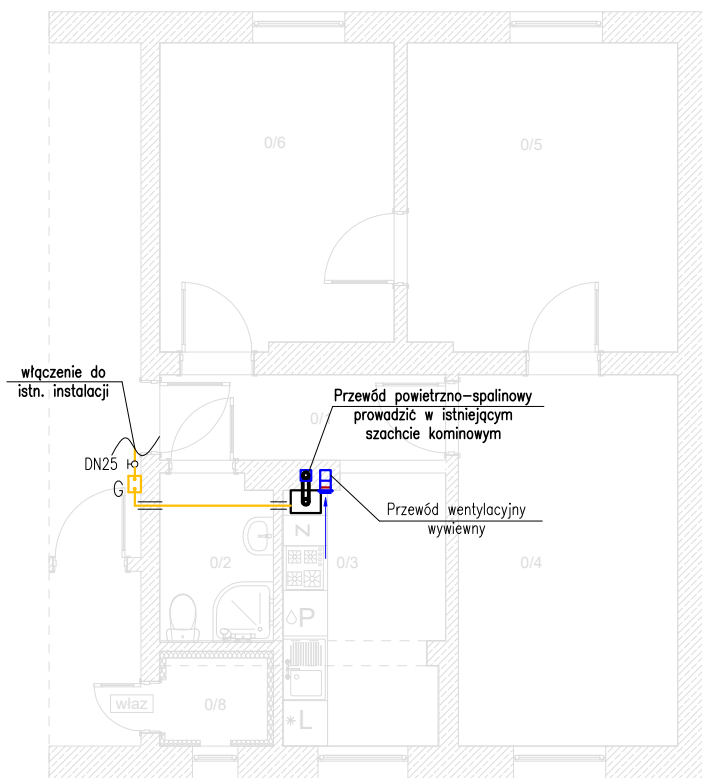 0/6
0/5
włączenie do
istn. instalacji
Przewód powietrzno-spalinowy
prowadzić w istniejącym
szachcie kominowym
DN25
G
Przewód wentylacyjny
wywiewny
N
0/2
0/3
0/4
P
właz
0/8
*L